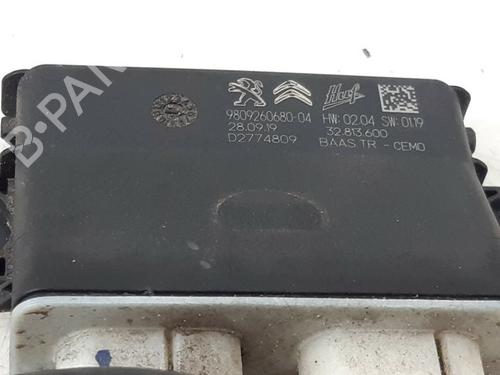 B-PARTS
Huf
9809260680-04 HW: 02.04 SW: 01.19
28.09.19 32.813.600
D2774809 BAAS TR - CEMO